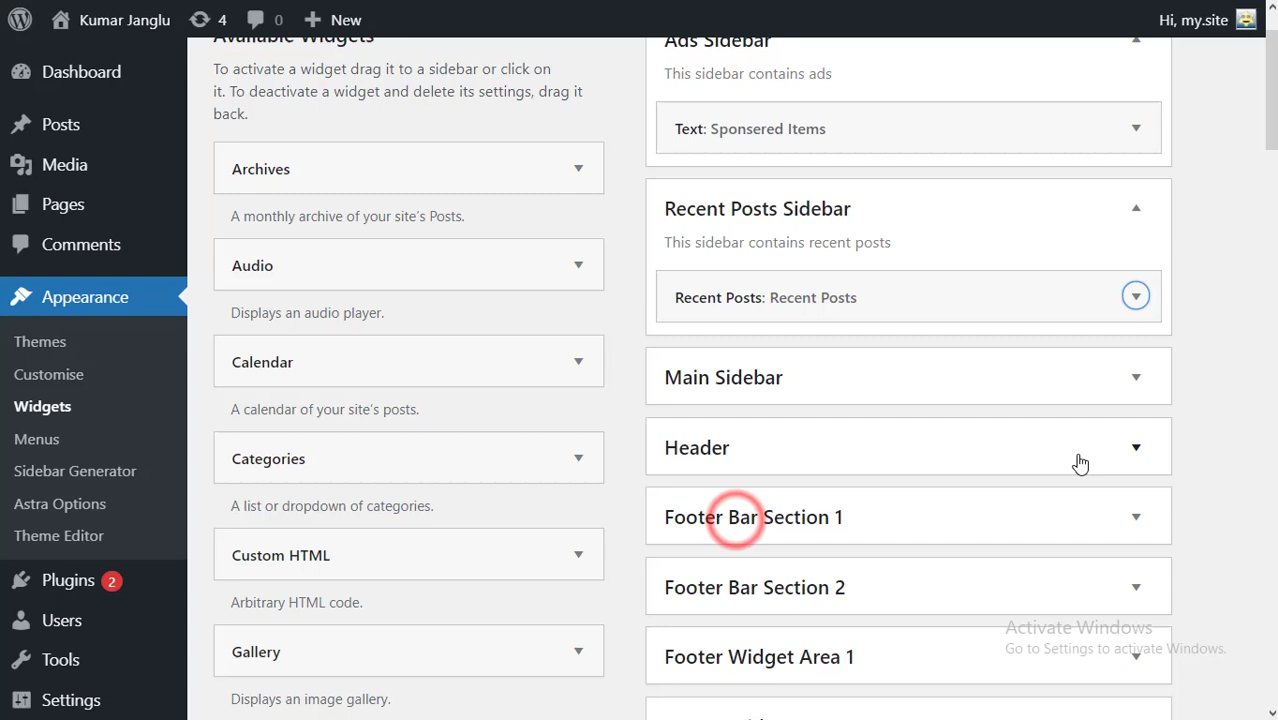 Kumar Janglu
4
0
New
Hi, my.site
Dashboard
Posts
Media
Pages
Comments
Appearance
Themes
Customise
Widgets
Menus
Sidebar Generator
Astra Options
Theme Editor
Plugins 2
Users
Tools
Settings
Available Widgets
To activate a widget drag it to a sidebar or click on
it. To deactivate a widget and delete its settings, drag it
back.
Archives
A monthly archive of your site's Posts.
Audio
Displays an audio player.
Calendar
A calendar of your site's posts.
Categories
A list or dropdown of categories.
Custom HTML
Arbitrary HTML code.
Gallery
Displays an image gallery.
Ads Sidebar
This sidebar contains ads
Text: Sponsered Items
Recent Posts Sidebar
This sidebar contains recent posts
Recent Posts: Recent Posts
Main Sidebar
Header
Footer Bar Section 1
Footer Bar Section 2
Footer Widget Area 1
Activate Windows
Go to Settings to activate Windows.